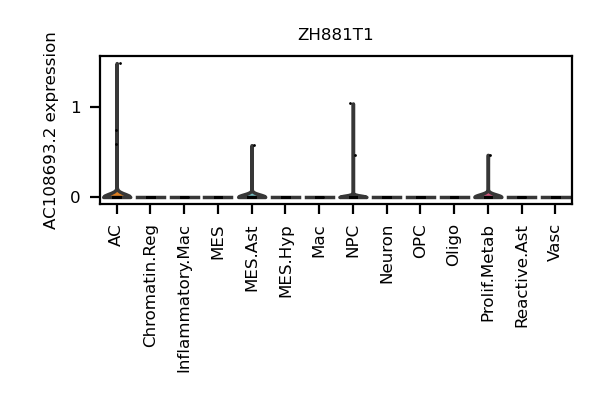 ZH881T1
AC108693.2 expression
1
0
AC
Chromatin.Reg
Inflammatory.Mac
MES
MES.Ast
MES.Hyp
Mac
NPC
Neuron
OPC
Oligo
Prolif.Metab
Reactive.Ast
Vasc